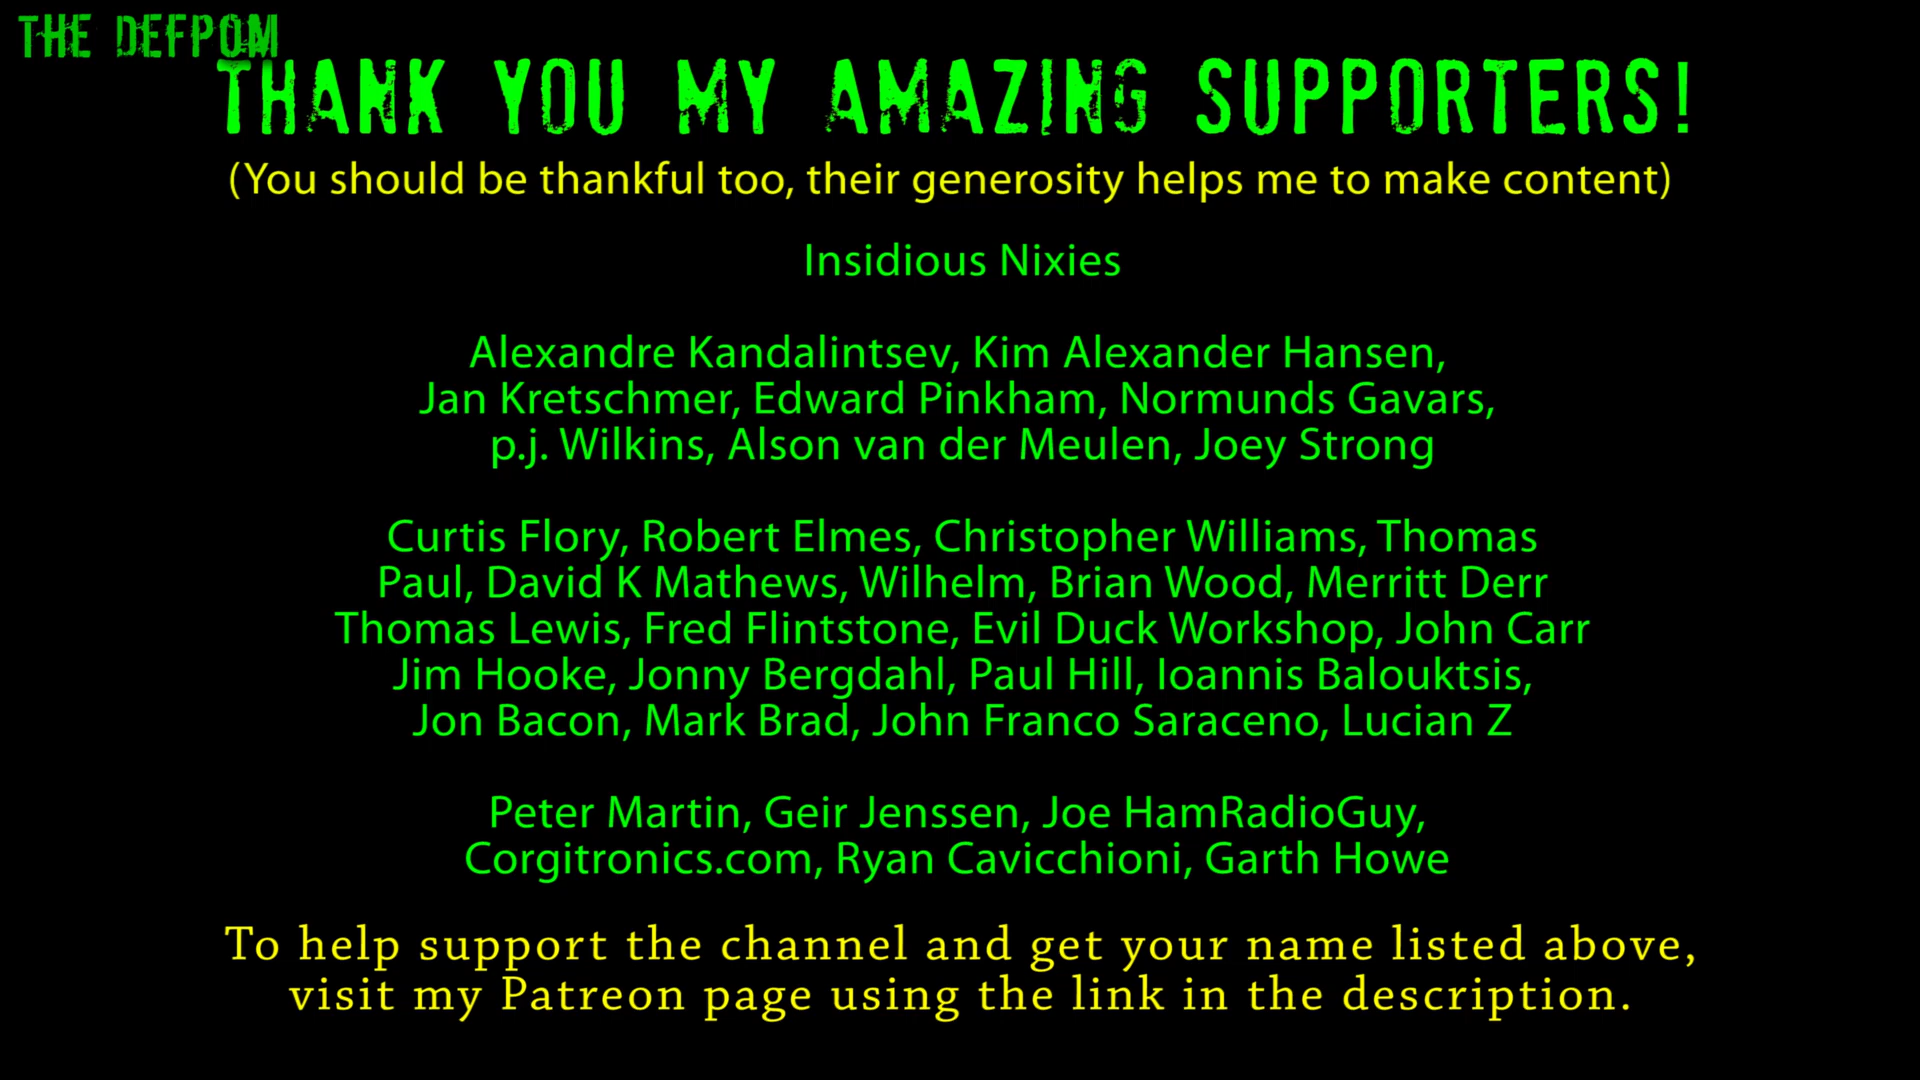 THE DEFPOM
THANK YOU MY AMAZING SUPPORTERS!
(You should be thankful too, their generosity helps me to make content)
Insidious Nixies
Alexandre Kandalintsev, Kim Alexander Hansen,
Jan Kretschmer, Edward Pinkham, Normunds Gavars,
p.j. Wilkins, Alson van der Meulen, Joey Strong
Curtis Flory, Robert Elmes, Christopher Williams, Thomas
Paul, David K Mathews, Wilhelm, Brian Wood, Merritt Derr
Thomas Lewis, Fred Flintstone, Evil Duck Workshop, John Carr
Jim Hooke, Jonny Bergdahl, Paul Hill, Ioannis Balouktsis,
Jon Bacon, Mark Brad, John Franco Saraceno, Lucian Z
Peter Martin, Geir Jenssen, Joe HamRadioGuy,
Corgitronics.com, Ryan Cavicchioni, Garth Howe
To help support the channel and get your name listed above,
visit my Patreon page using the link in the description.